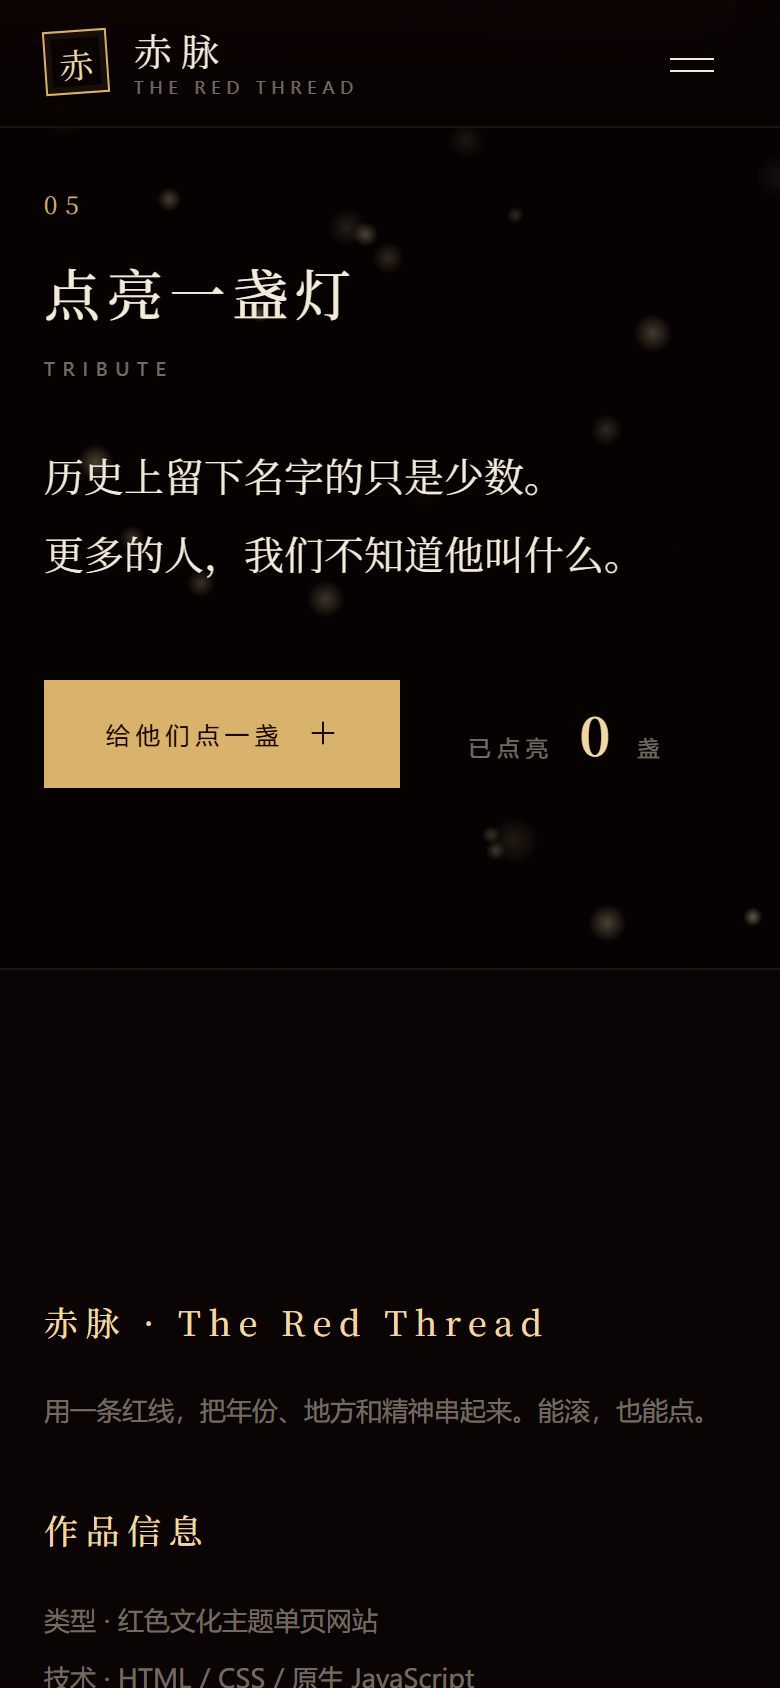 赤
赤脉
THE RED THREAD
05
点亮一盏灯
TRIBUTE
历史上留下名字的只是少数。
更多的人，我们不知道他叫什么。
给他们点一盏 +
已点亮 0 盏
赤脉 · The Red Thread
用一条红线，把年份、地方和精神串起来。能滚，也能点。
作品信息
类型 · 红色文化主题单页网站
技术 · HTML / CSS / 原生 JavaScript